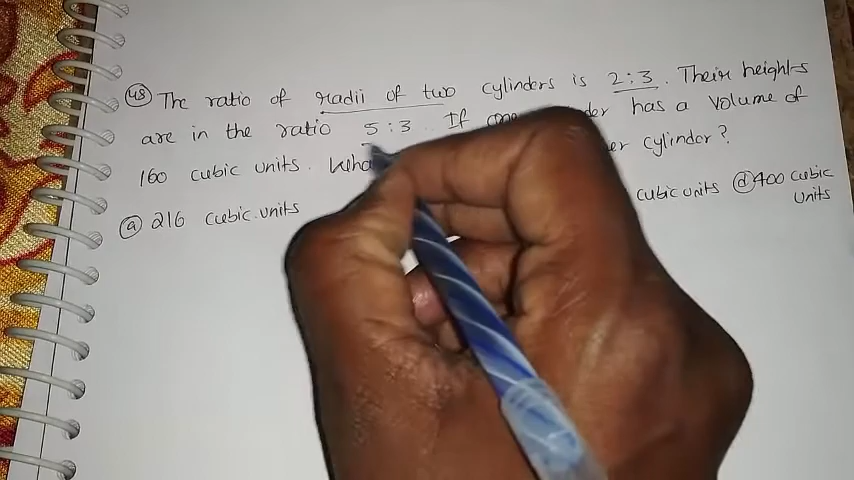 48 The ratio of radii of two cylinders is 2:3. Their heights
are in the ratio 5:3. If one has a volume of
160 cubic units. cylinder?
a 216 cubic units cubic units d 400 cubic
units